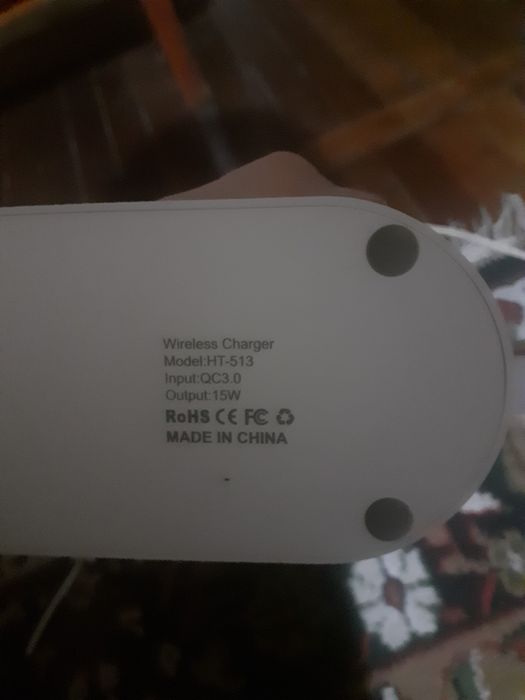 Wireless Charger
Model:HT-513
Input:QC3.0
Output:15W
RoHS CE FC
MADE IN CHINA